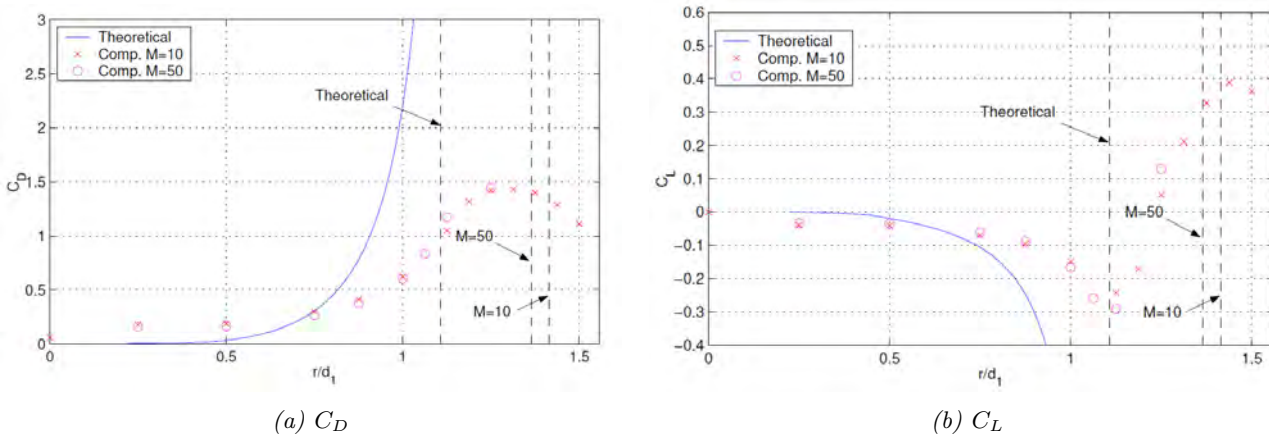 3
2.5
2
1.5
1
0.5
0
C_D
Theoretical
Comp. M=10
Comp. M=50
Theoretical
M=50
M=10
0
0.5
1
1.5
r/d_1
(a) C_D
0.6
0.5
0.4
0.3
0.2
0.1
0
−0.1
−0.2
−0.3
−0.4
C_L
Theoretical
Comp. M=10
Comp. M=50
Theoretical
M=50
M=10
0
0.5
1
1.5
r/d_1
(b) C_L